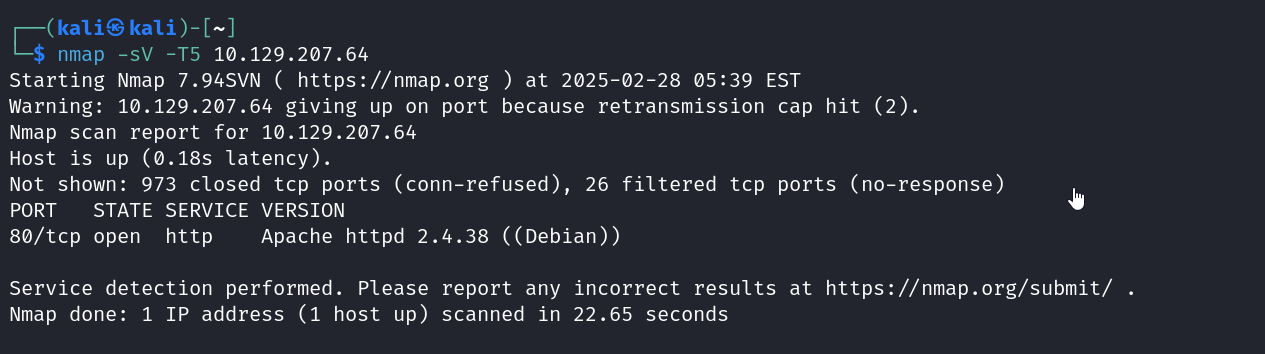 ┌──(kali㉿kali)-[~]
└─$ nmap -sV -T5 10.129.207.64
Starting Nmap 7.94SVN ( https://nmap.org ) at 2025-02-28 05:39 EST
Warning: 10.129.207.64 giving up on port because retransmission cap hit (2).
Nmap scan report for 10.129.207.64
Host is up (0.18s latency).
Not shown: 973 closed tcp ports (conn-refused), 26 filtered tcp ports (no-response)
PORT   STATE SERVICE VERSION
80/tcp open  http    Apache httpd 2.4.38 ((Debian))
Service detection performed. Please report any incorrect results at https://nmap.org/submit/ .
Nmap done: 1 IP address (1 host up) scanned in 22.65 seconds